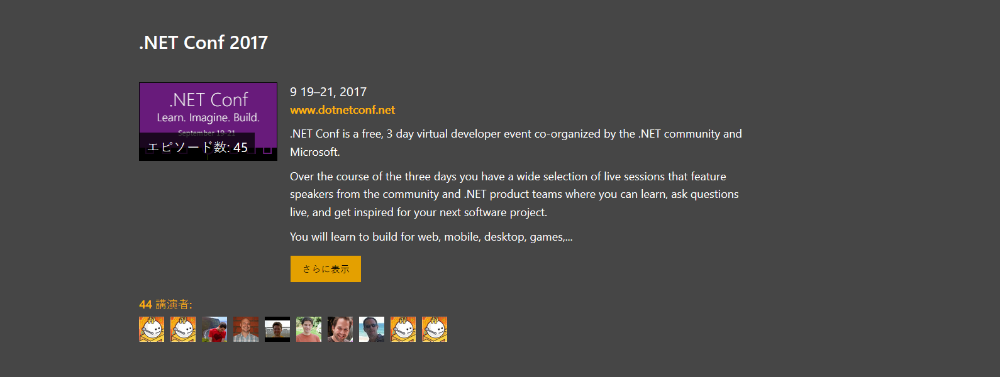 .NET Conf 2017
.NET Conf
Learn. Imagine. Build.
September 19-21
エピソード数: 45
9 19–21, 2017
www.dotnetconf.net
.NET Conf is a free, 3 day virtual developer event co-organized by the .NET community and
Microsoft.
Over the course of the three days you have a wide selection of live sessions that feature
speakers from the community and .NET product teams where you can learn, ask questions
live, and get inspired for your next software project.
You will learn to build for web, mobile, desktop, games,...
さらに表示
44 講演者: